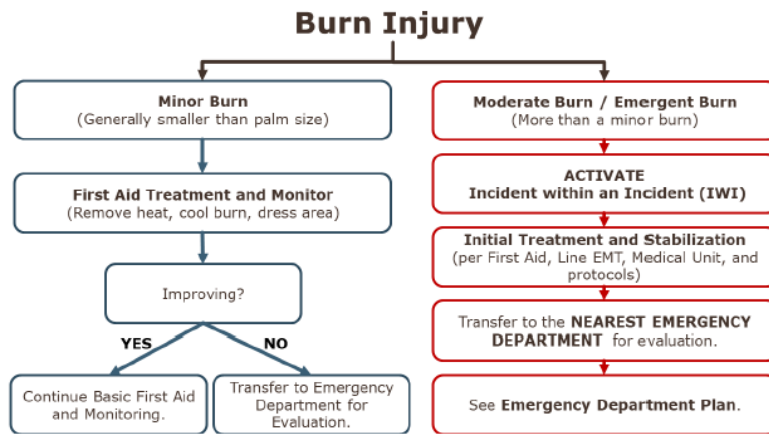 Burn Injury
Minor Burn
(Generally smaller than palm size)
First Aid Treatment and Monitor
(Remove heat, cool burn, dress area)
Improving?
YES
NO
Continue Basic First Aid
and Monitoring.
Transfer to Emergency
Department for
Evaluation.
Moderate Burn / Emergent Burn
(More than a minor burn)
ACTIVATE
Incident within an Incident (IWI)
Initial Treatment and Stabilization
(per First Aid, Line EMT, Medical Unit, and
protocols)
Transfer to the NEAREST EMERGENCY
DEPARTMENT for evaluation.
See Emergency Department Plan.